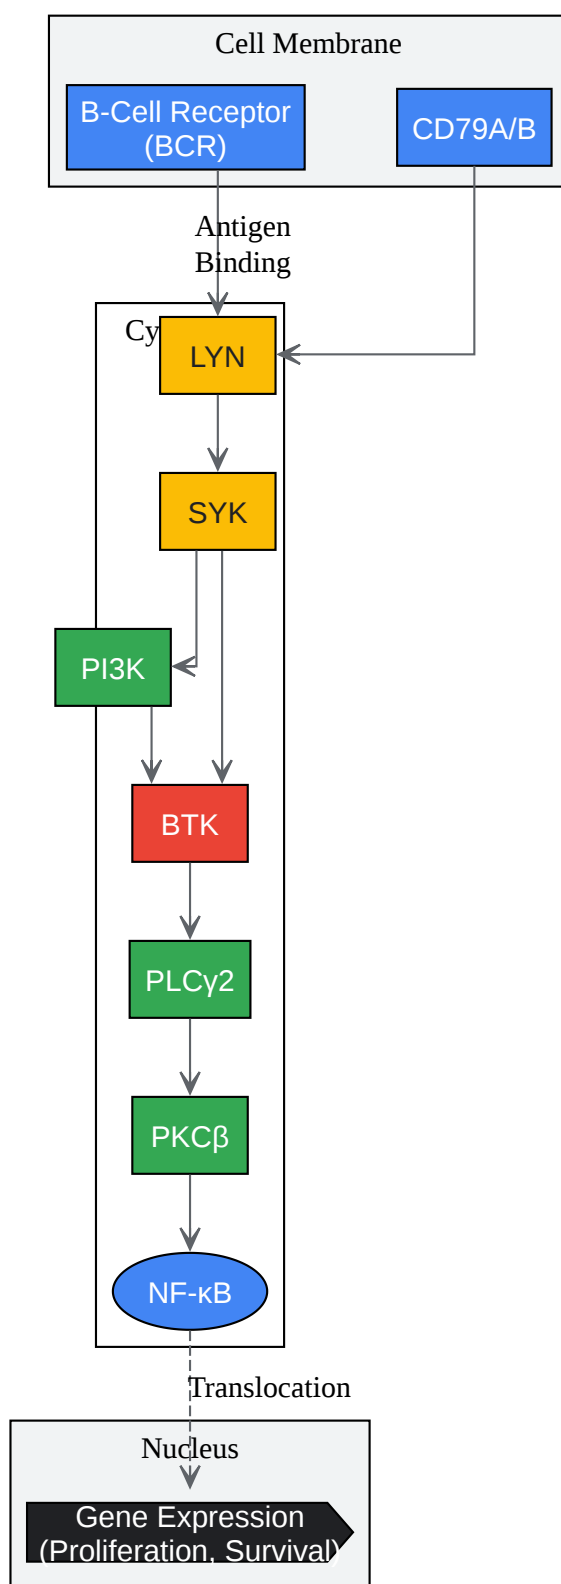 Cell Membrane
B-Cell Receptor
(BCR)
CD79A/B
Antigen
Binding
Cy
LYN
SYK
PI3K
BTK
PLCγ2
PKCβ
NF-κB
Translocation
Nucleus
Gene Expression
(Proliferation, Survival)